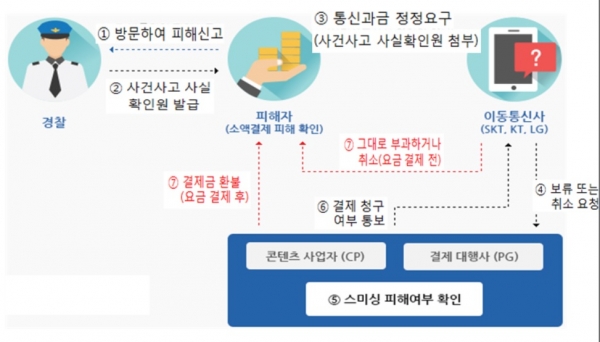 ① 방문하여 피해신고
② 사건사고 사실
확인원 발급
경찰
③ 통신과금 정정요구
(사건사고 사실확인원 첨부)
피해자
(소액결제 피해 확인)
이동통신사
(SKT, KT, LG)
⑦ 그대로 부과하거나
취소(요금 결제 전)
⑦ 결제금 환불
(요금 결제 후)
⑥ 결제 청구
여부 통보
④ 보류 또는
취소 요청
콘텐츠 사업자 (CP)
결제 대행사 (PG)
⑤ 스미싱 피해여부 확인